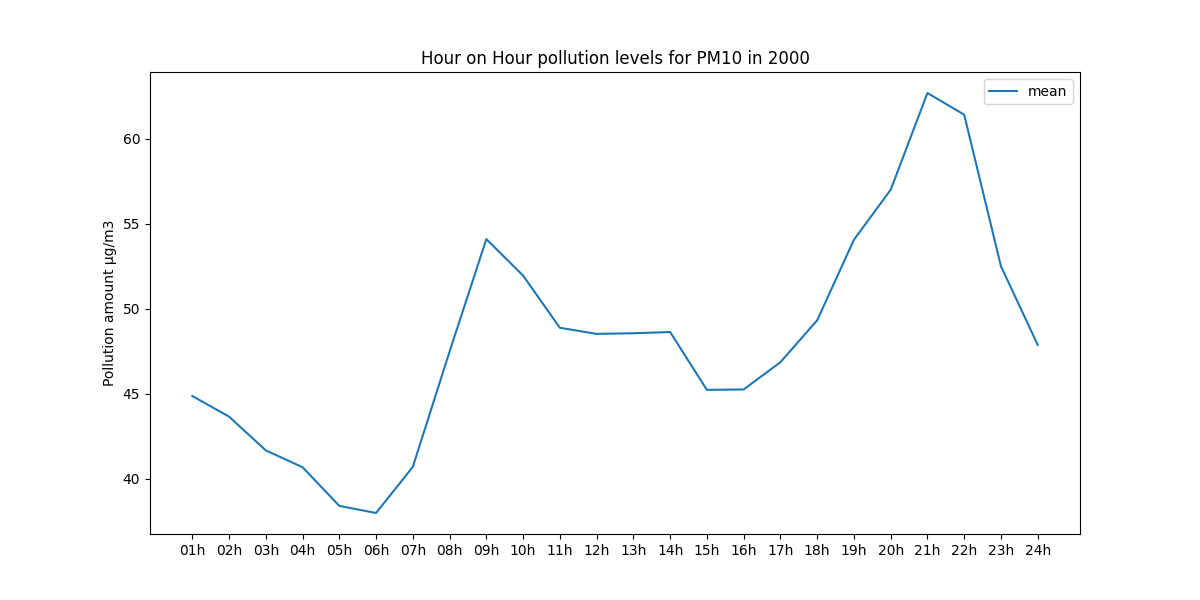 Hour on Hour pollution levels for PM10 in 2000
mean
Pollution amount µg/m3
60
55
50
45
40
01h 02h 03h 04h 05h 06h 07h 08h 09h 10h 11h 12h 13h 14h 15h 16h 17h 18h 19h 20h 21h 22h 23h 24h